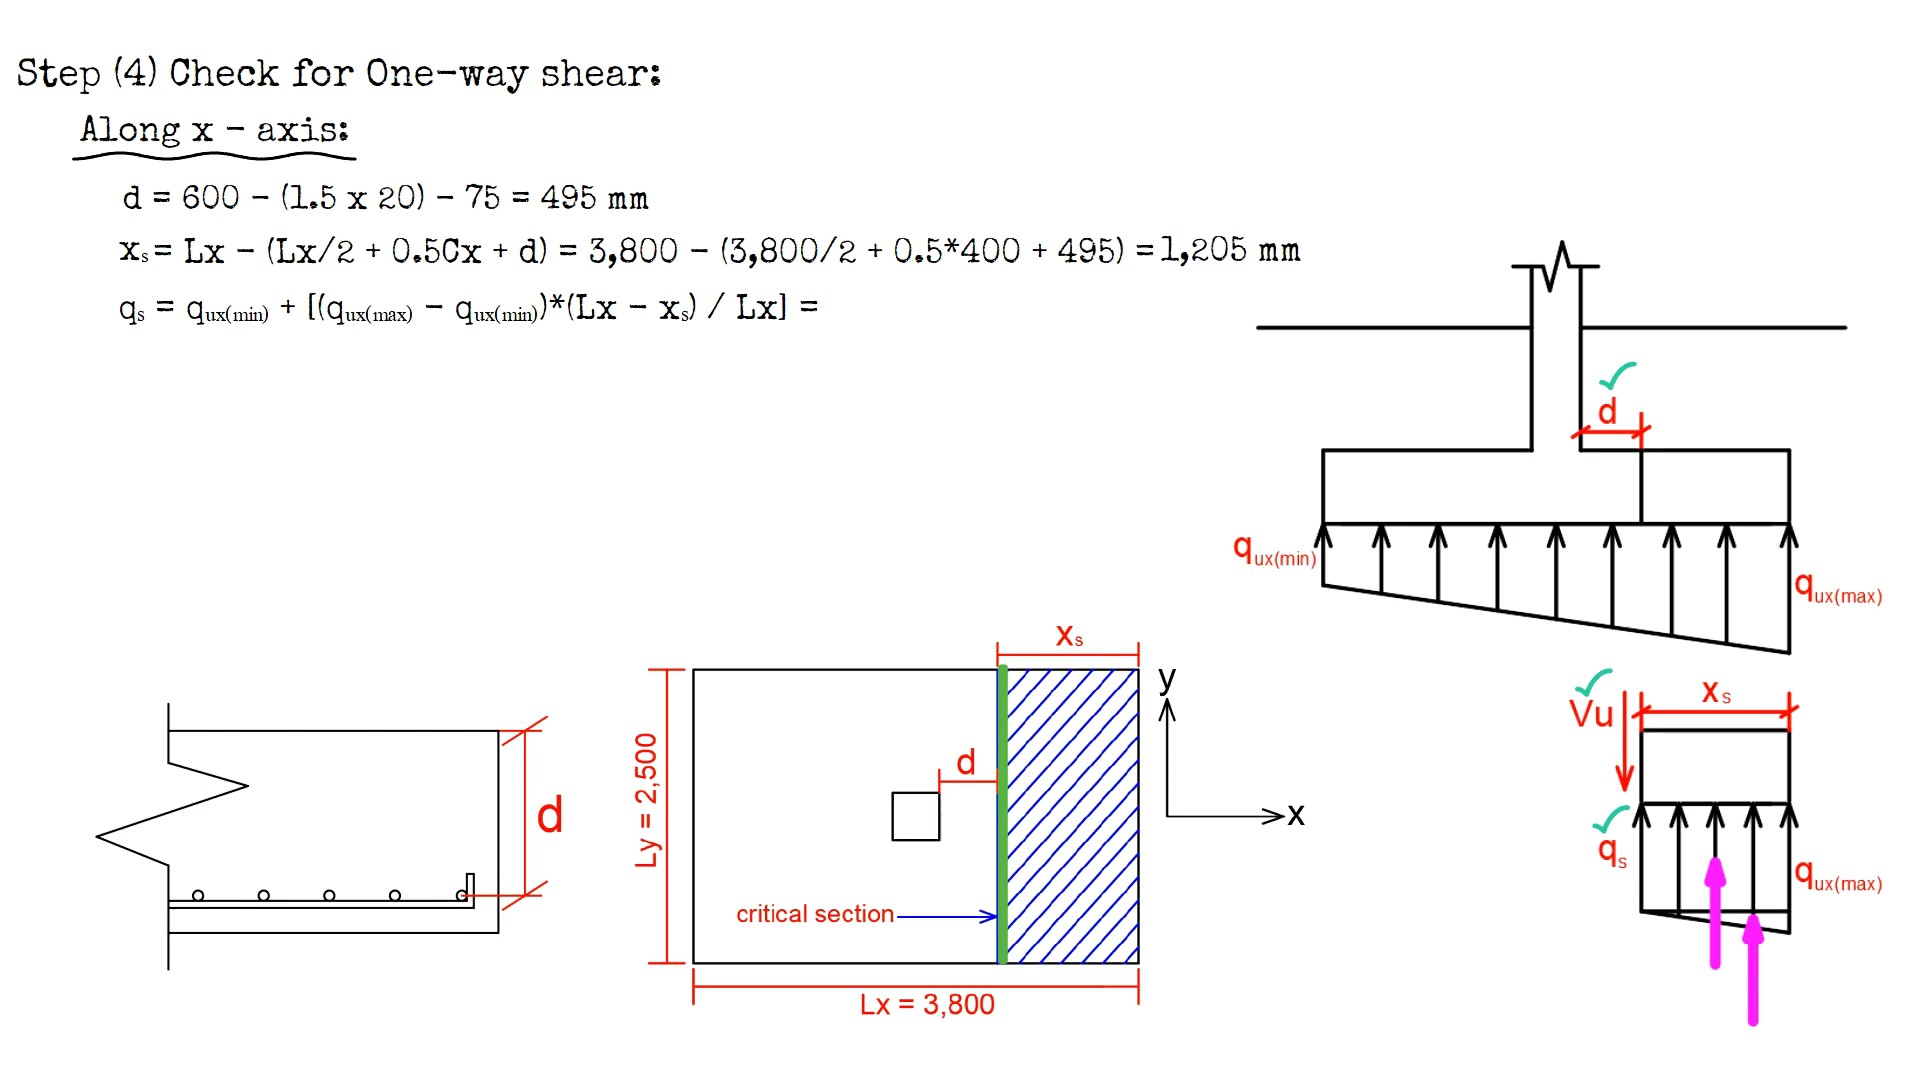 Step (4) Check for One-way shear:
Along x - axis:
d = 600 - (1.5 x 20) - 75 = 495 mm
xs = Lx - (Lx/2 + 0.5Cx + d) = 3,800 - (3,800/2 + 0.5*400 + 495) = 1,205 mm
qs = qux(min) + [(qux(max) - qux(min))*(Lx - xs) / Lx] =
d
qux(min)
qux(max)
xs
y
x
d
Ly = 2,500
critical section
Lx = 3,800
d
Vu
xs
qs
qux(max)